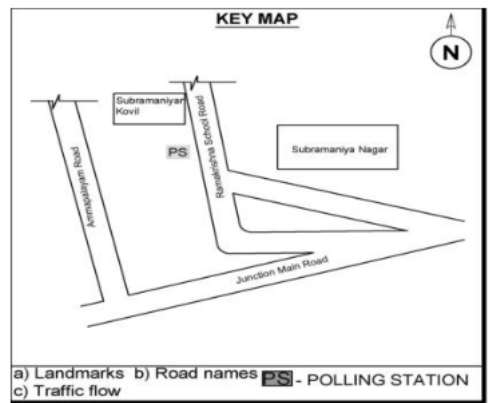 KEY MAP
N
Subramaniyar
Kovil
PS
Ramakrishna School Road
Subramaniya Nagar
Ammapalayam Road
Junction Main Road
a) Landmarks b) Road names PS - POLLING STATION
c) Traffic flow